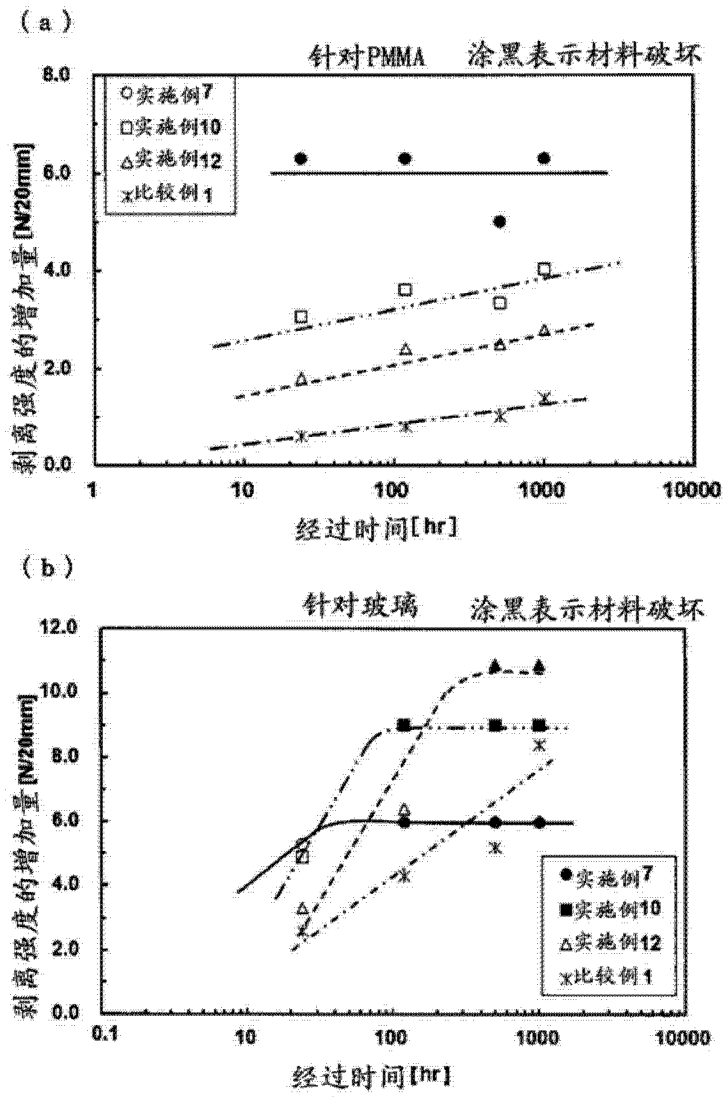 (a)
针对PMMA 涂黑表示材料破坏
8.0
6.0
4.0
2.0
0.0
剥离强度的增加量[N/20mm]
○实施例7
□实施例10
△实施例12
比较例1
1 10 100 1000 10000
经过时间[hr]
(b)
针对玻璃 涂黑表示材料破坏
12.0
10.0
8.0
6.0
4.0
2.0
0.0
剥离强度的增加量[N/20mm]
●实施例7
■实施例10
△实施例12
比较例1
0.1 10 100 1000 10000
经过时间[hr]